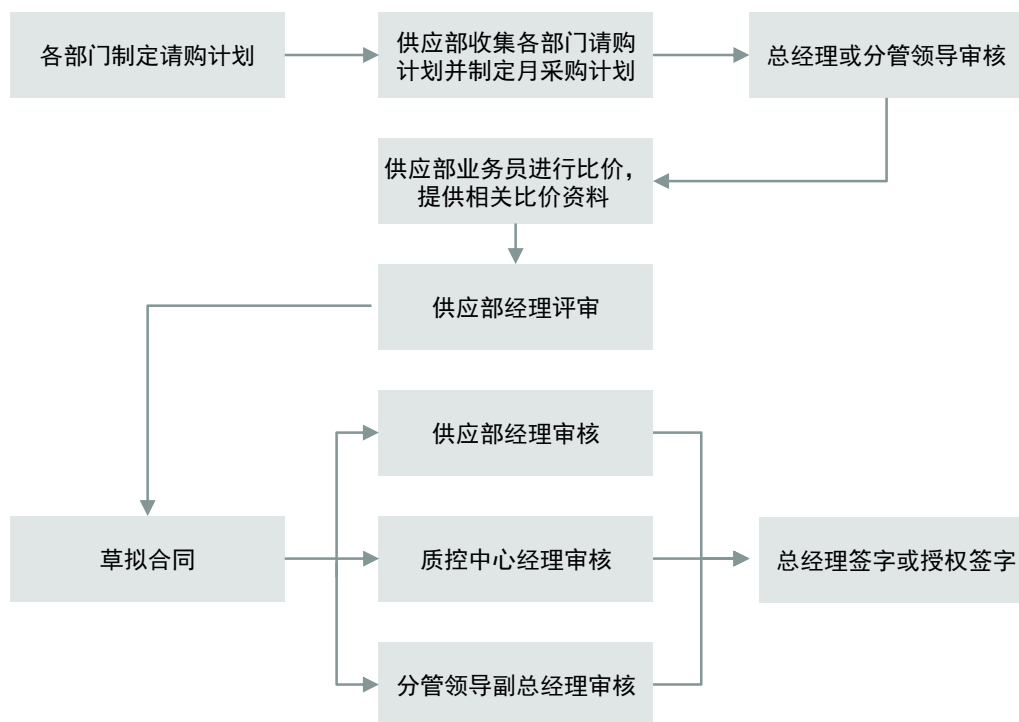 各部门制定请购计划
供应部收集各部门请购
计划并制定月采购计划
总经理或分管领导审核
供应部业务员进行比价，
提供相关比价资料
供应部经理评审
供应部经理审核
草拟合同
质控中心经理审核
总经理签字或授权签字
分管领导副总经理审核